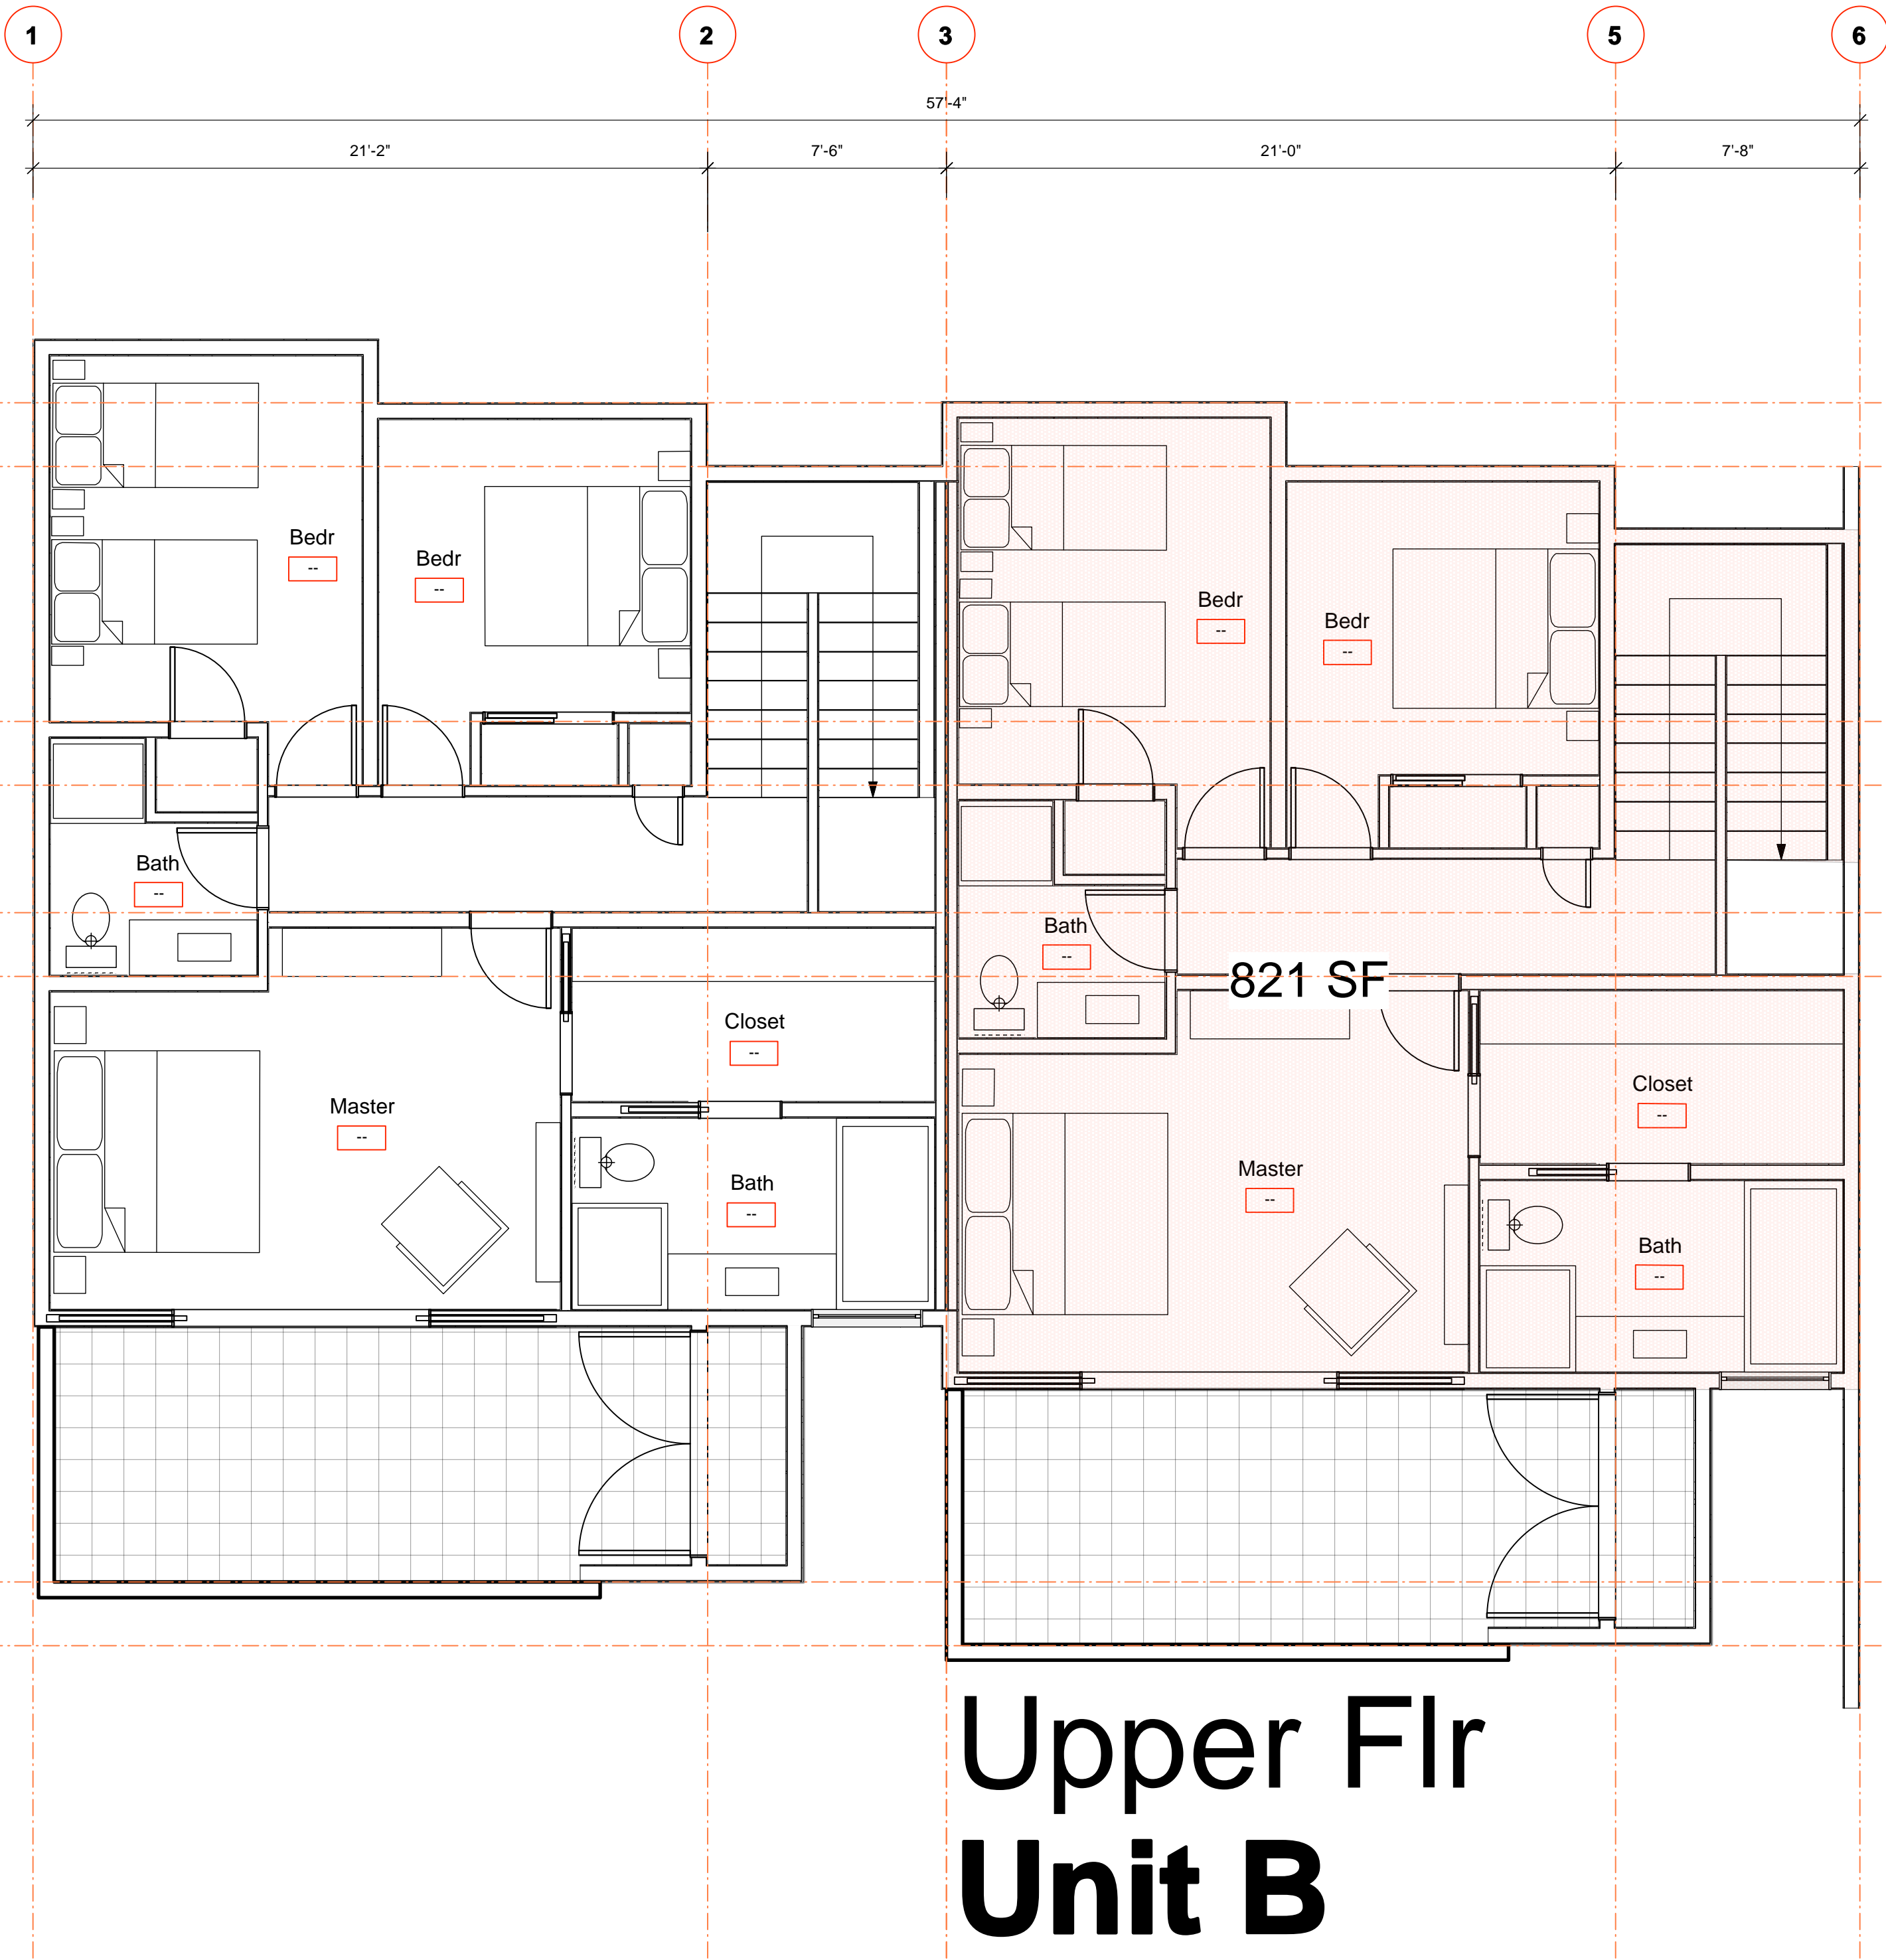 1 2 3 5 6
57'-4"
21'-2" 7'-6" 21'-0" 7'-8"
Bedr
--
Bedr
--
Bedr
--
Bedr
--
Bath
--
Bath
--
821 SF
Closet
--
Closet
--
Master
--
Master
--
Bath
--
Bath
--
Upper Flr
Unit B